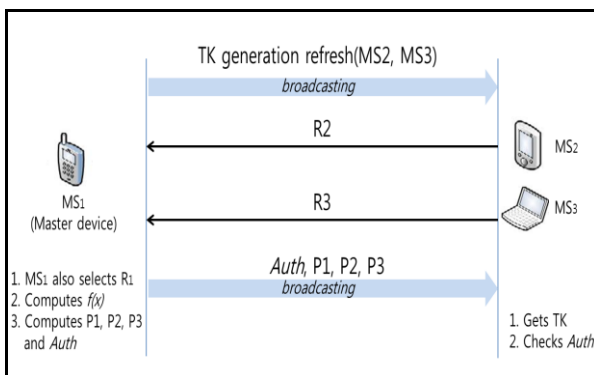 TK generation refresh(MS2, MS3)
broadcasting
R2
MS2
MS1
(Master device)
R3
MS3
Auth, P1, P2, P3
broadcasting
1. MS1 also selects R1
2. Computes f(x)
3. Computes P1, P2, P3
and Auth
1. Gets TK
2. Checks Auth